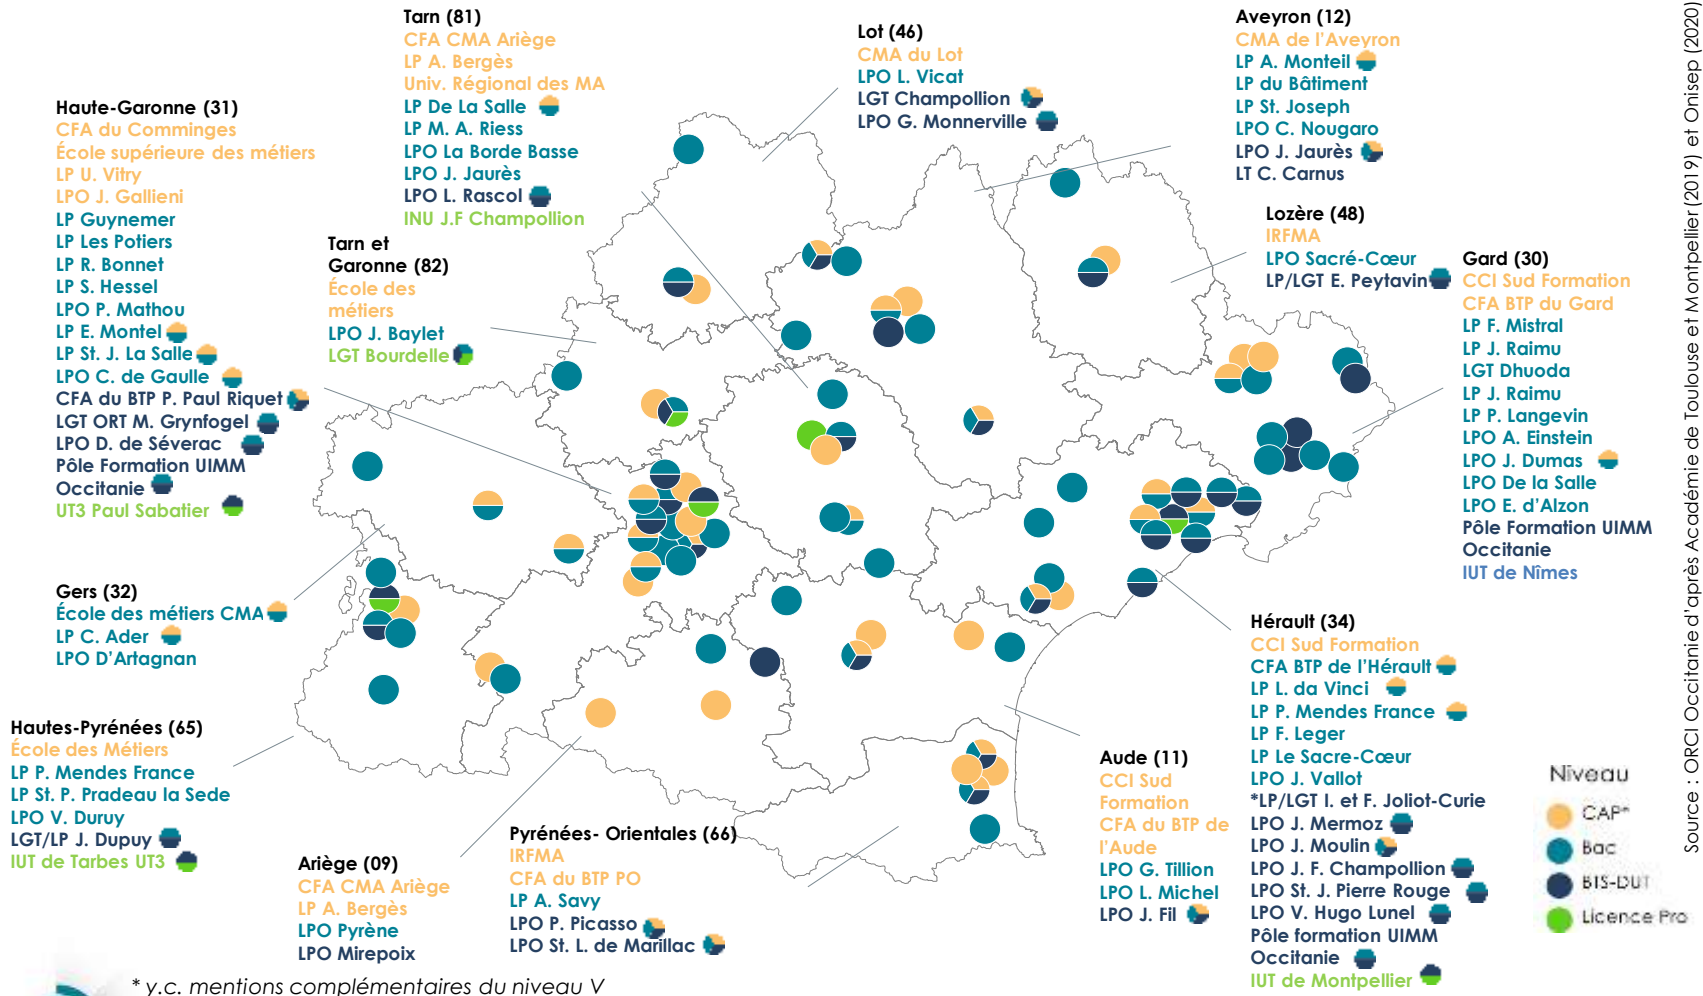 Tarn (81)
CFA CMA Ariège
LP A. Bergès
Univ. Régional des MA
LP De La Salle
LP M. A. Riess
LPO La Borde Basse
LPO J. Jaurès
LPO L. Rascol
INU J.F Champollion
Lot (46)
CMA du Lot
LPO L. Vicat
LGT Champollion
LPO G. Monnerville
Aveyron (12)
CMA de l'Aveyron
LP A. Monteil
LP du Bâtiment
LP St. Joseph
LPO C. Nougaro
LPO J. Jaurès
LT C. Carnus
Haute-Garonne (31)
CFA du Comminges
École supérieure des métiers
LP U. Vitry
LPO J. Gallieni
LP Guynemer
LP Les Potiers
LP R. Bonnet
LP S. Hessel
LPO P. Mathou
LP E. Montel
LP St. J. La Salle
LPO C. de Gaulle
CFA du BTP P. Paul Riquet
LGT ORT M. Grynfogel
LPO D. de Séverac
Pôle Formation UIMM
Occitanie
UT3 Paul Sabatier
Tarn et
Garonne (82)
École des
métiers
LPO J. Baylet
LGT Bourdelle
Lozère (48)
IRFMA
LPO Sacré-Cœur
LP/LGT E. Peytavin
Gard (30)
CCI Sud Formation
CFA BTP du Gard
LP F. Mistral
LP J. Raimu
LGT Dhuoda
LP J. Raimu
LP P. Langevin
LPO A. Einstein
LPO J. Dumas
LPO De la Salle
LPO E. d'Alzon
Pôle Formation UIMM
Occitanie
IUT de Nîmes
Gers (32)
École des métiers CMA
LP C. Ader
LPO D'Artagnan
Hautes-Pyrénées (65)
École des Métiers
LP P. Mendes France
LP St. P. Pradeau la Sede
LPO V. Duruy
LGT/LP J. Dupuy
IUT de Tarbes UT3
Ariège (09)
CFA CMA Ariège
LP A. Bergès
LPO Pyrène
LPO Mirepoix
Pyrénées- Orientales (66)
IRFMA
CFA du BTP PO
LP A. Savy
LPO P. Picasso
LPO St. L. de Marillac
Aude (11)
CCI Sud
Formation
CFA du BTP de
l'Aude
LPO G. Tillion
LPO L. Michel
LPO J. Fil
Hérault (34)
CCI Sud Formation
CFA BTP de l'Hérault
LP L. da Vinci
LP P. Mendes France
LP F. Leger
LP Le Sacre-Cœur
LPO J. Vallot
*LP/LGT I. et F. Joliot-Curie
LPO J. Mermoz
LPO J. Moulin
LPO J. F. Champollion
LPO St. J. Pierre Rouge
LPO V. Hugo Lunel
Pôle formation UIMM
Occitanie
IUT de Montpellier
Niveau
CAP*
Bac
BTS-DUT
Licence Pro
* y.c. mentions complémentaires du niveau V
Source : ORCI Occitanie d'après Académie de Toulouse et Montpellier (2019) et Onisep (2020)